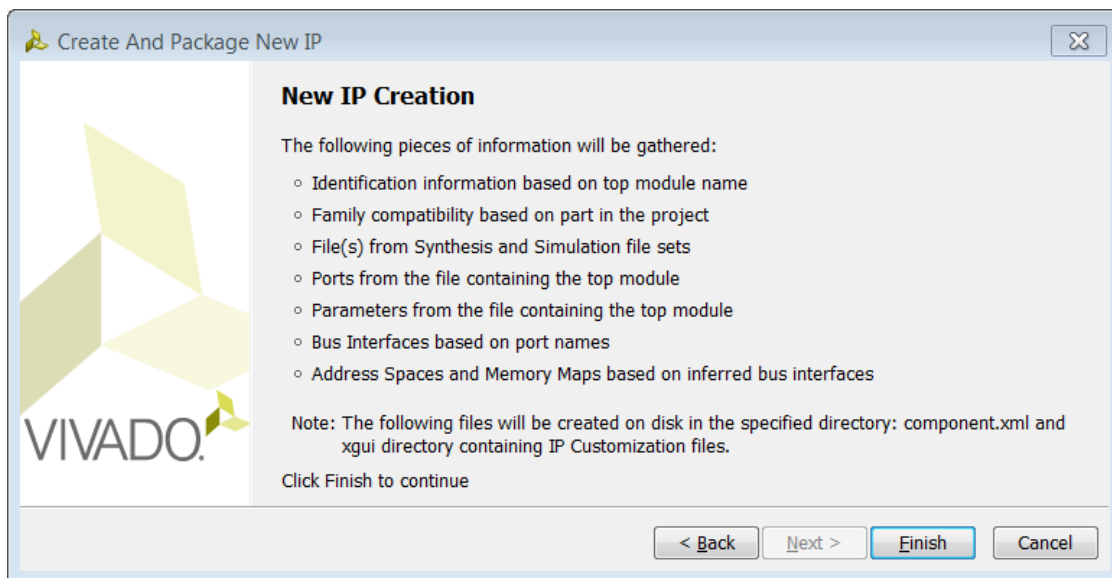 Create And Package New IP
New IP Creation
The following pieces of information will be gathered:
◦ Identification information based on top module name
◦ Family compatibility based on part in the project
◦ File(s) from Synthesis and Simulation file sets
◦ Ports from the file containing the top module
◦ Parameters from the file containing the top module
◦ Bus Interfaces based on port names
◦ Address Spaces and Memory Maps based on inferred bus interfaces
Note: The following files will be created on disk in the specified directory: component.xml and
xgui directory containing IP Customization files.
VIVADO.
Click Finish to continue
< Back Next > Finish Cancel